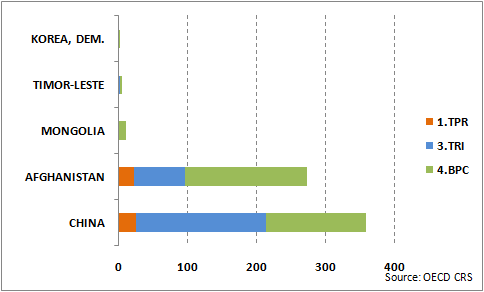 KOREA, DEM.
TIMOR-LESTE
MONGOLIA
AFGHANISTAN
CHINA
0 100 200 300 400
1.TPR
3.TRI
4.BPC
Source: OECD CRS